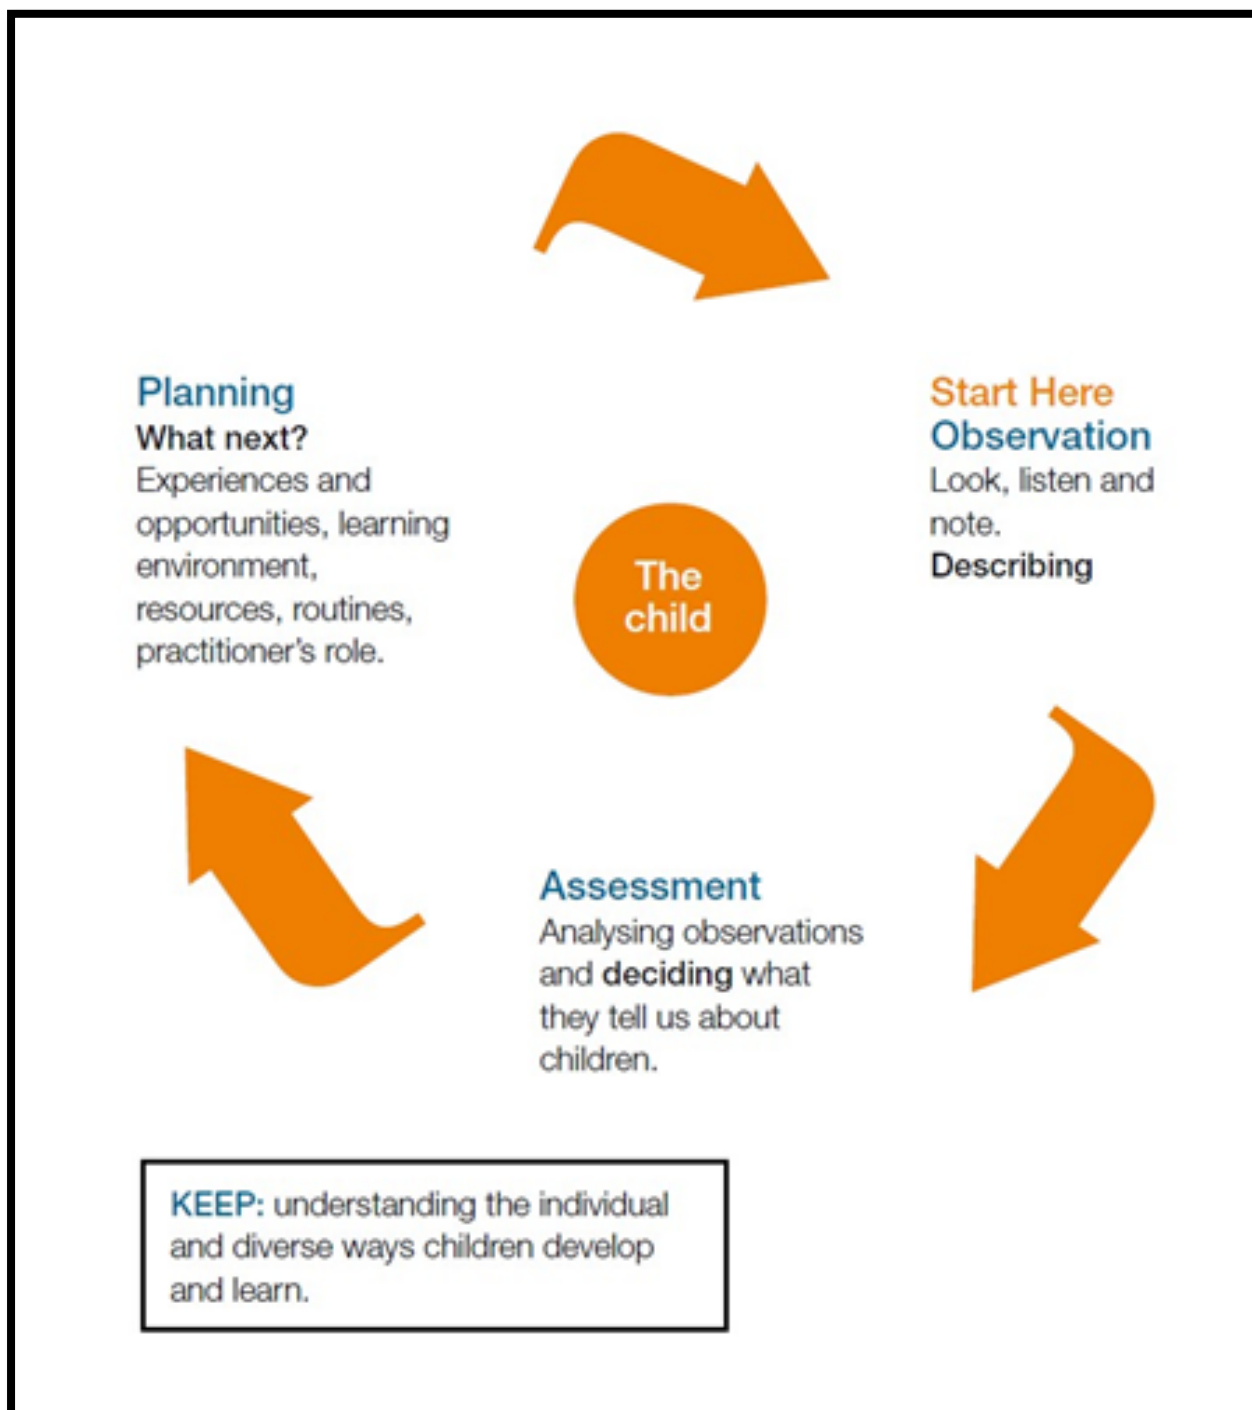 Planning
What next?
Experiences and
opportunities, learning
environment,
resources, routines,
practitioner's role.
The
child
Start Here
Observation
Look, listen and
note.
Describing
Assessment
Analysing observations
and deciding what
they tell us about
children.
KEEP: understanding the individual
and diverse ways children develop
and learn.